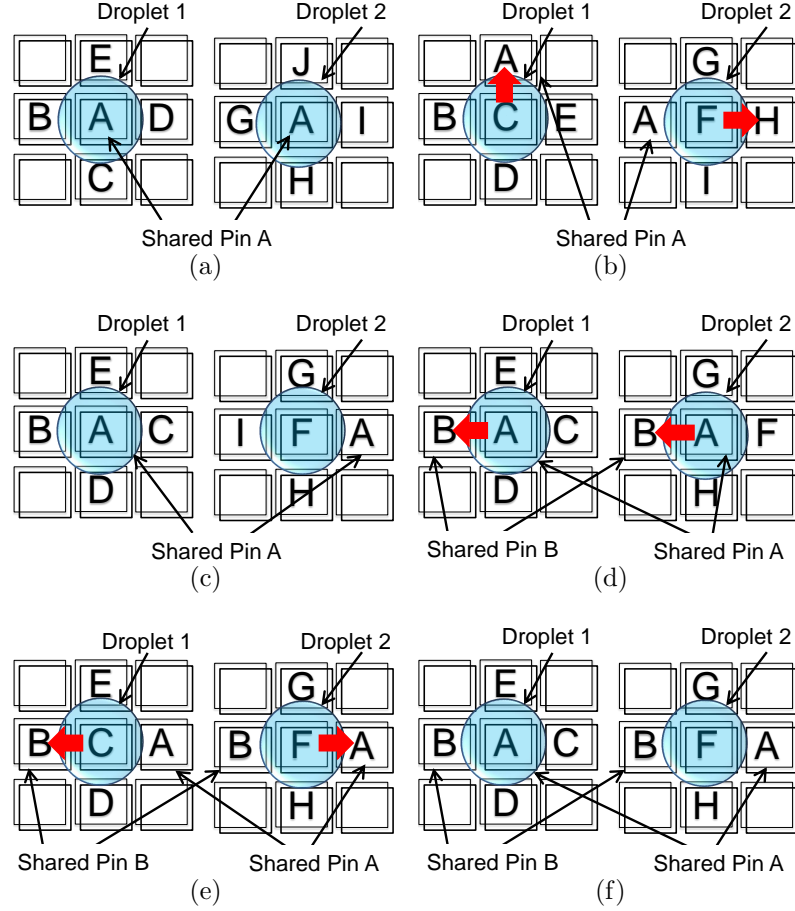 Droplet 1 Droplet 2 Droplet 1 Droplet 2
E J A G
B A D G A I B C E A F H
C H D I
Shared Pin A Shared Pin A
(a) (b)
Droplet 1 Droplet 2 Droplet 1 Droplet 2
E G E G
B A C I F A B A C B A F
D H D H
Shared Pin A Shared Pin B Shared Pin A
(c) (d)
Droplet 1 Droplet 2 Droplet 1 Droplet 2
E G E G
B C A B F A B A C B F A
D H D H
Shared Pin B Shared Pin A Shared Pin B Shared Pin A
(e) (f)